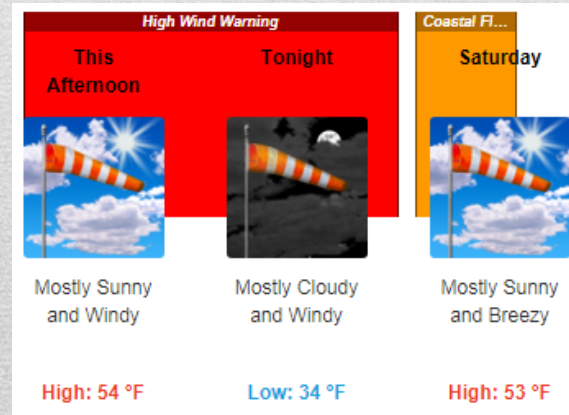 High Wind Warning
Coastal Fl...
This
Afternoon
Tonight
Saturday
Mostly Sunny
and Windy
Mostly Cloudy
and Windy
Mostly Sunny
and Breezy
High: 54 °F
Low: 34 °F
High: 53 °F